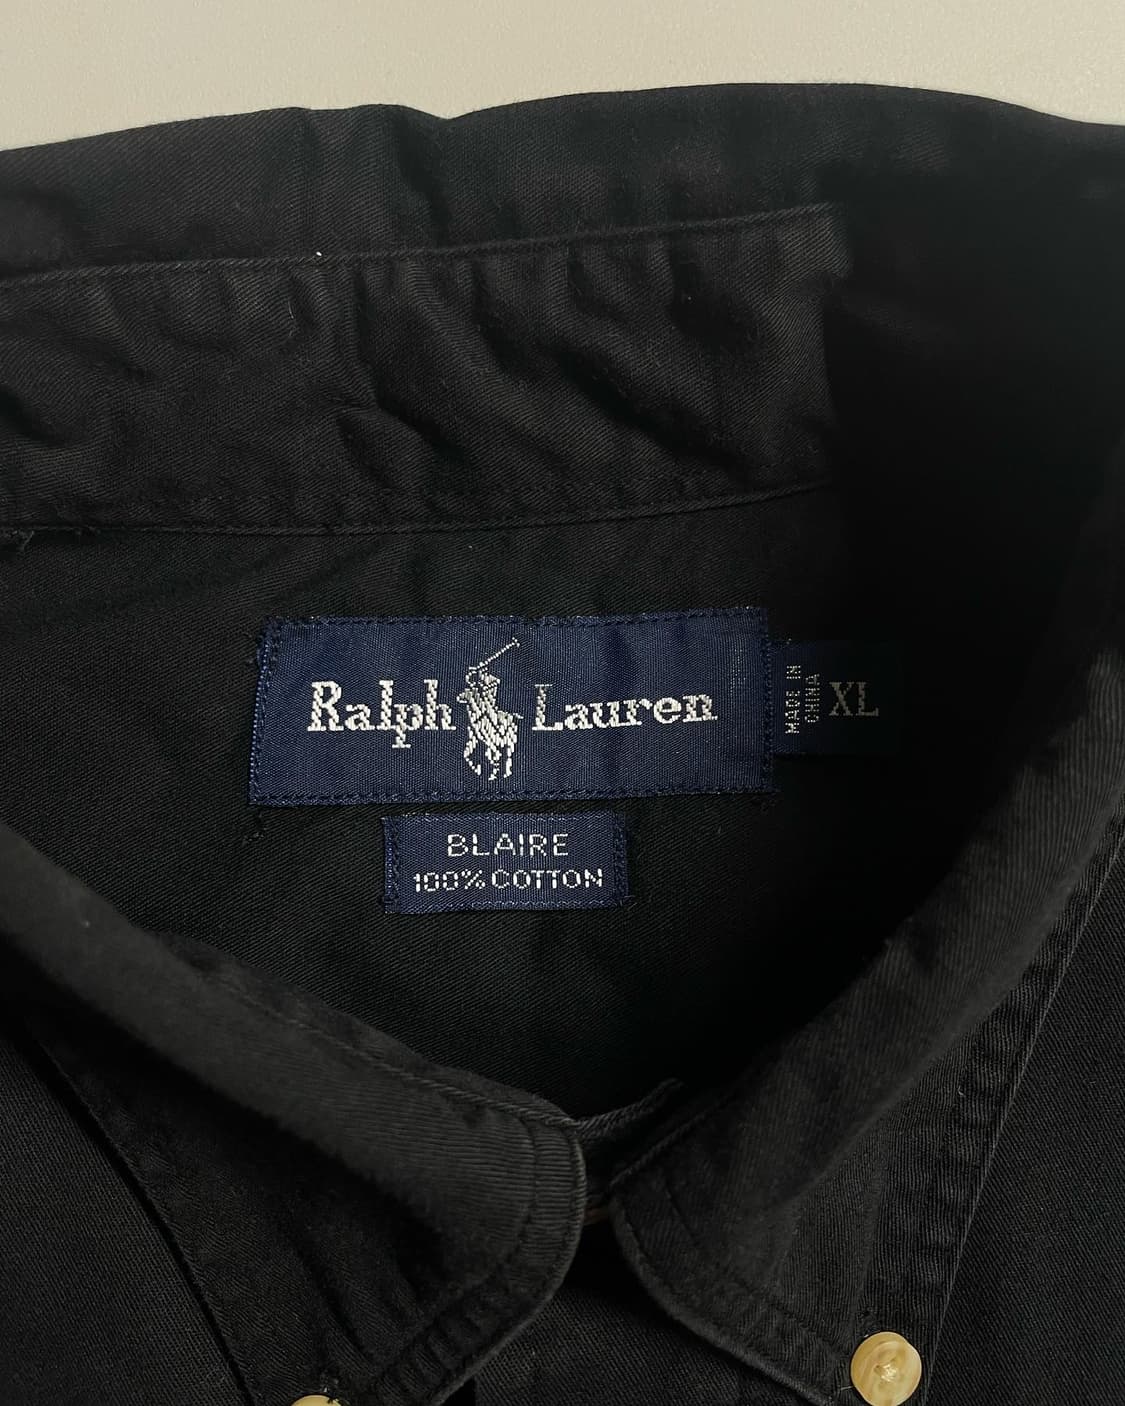 Ralph Lauren
MADE IN
CHINA
XL
BLAIRE
100% COTTON